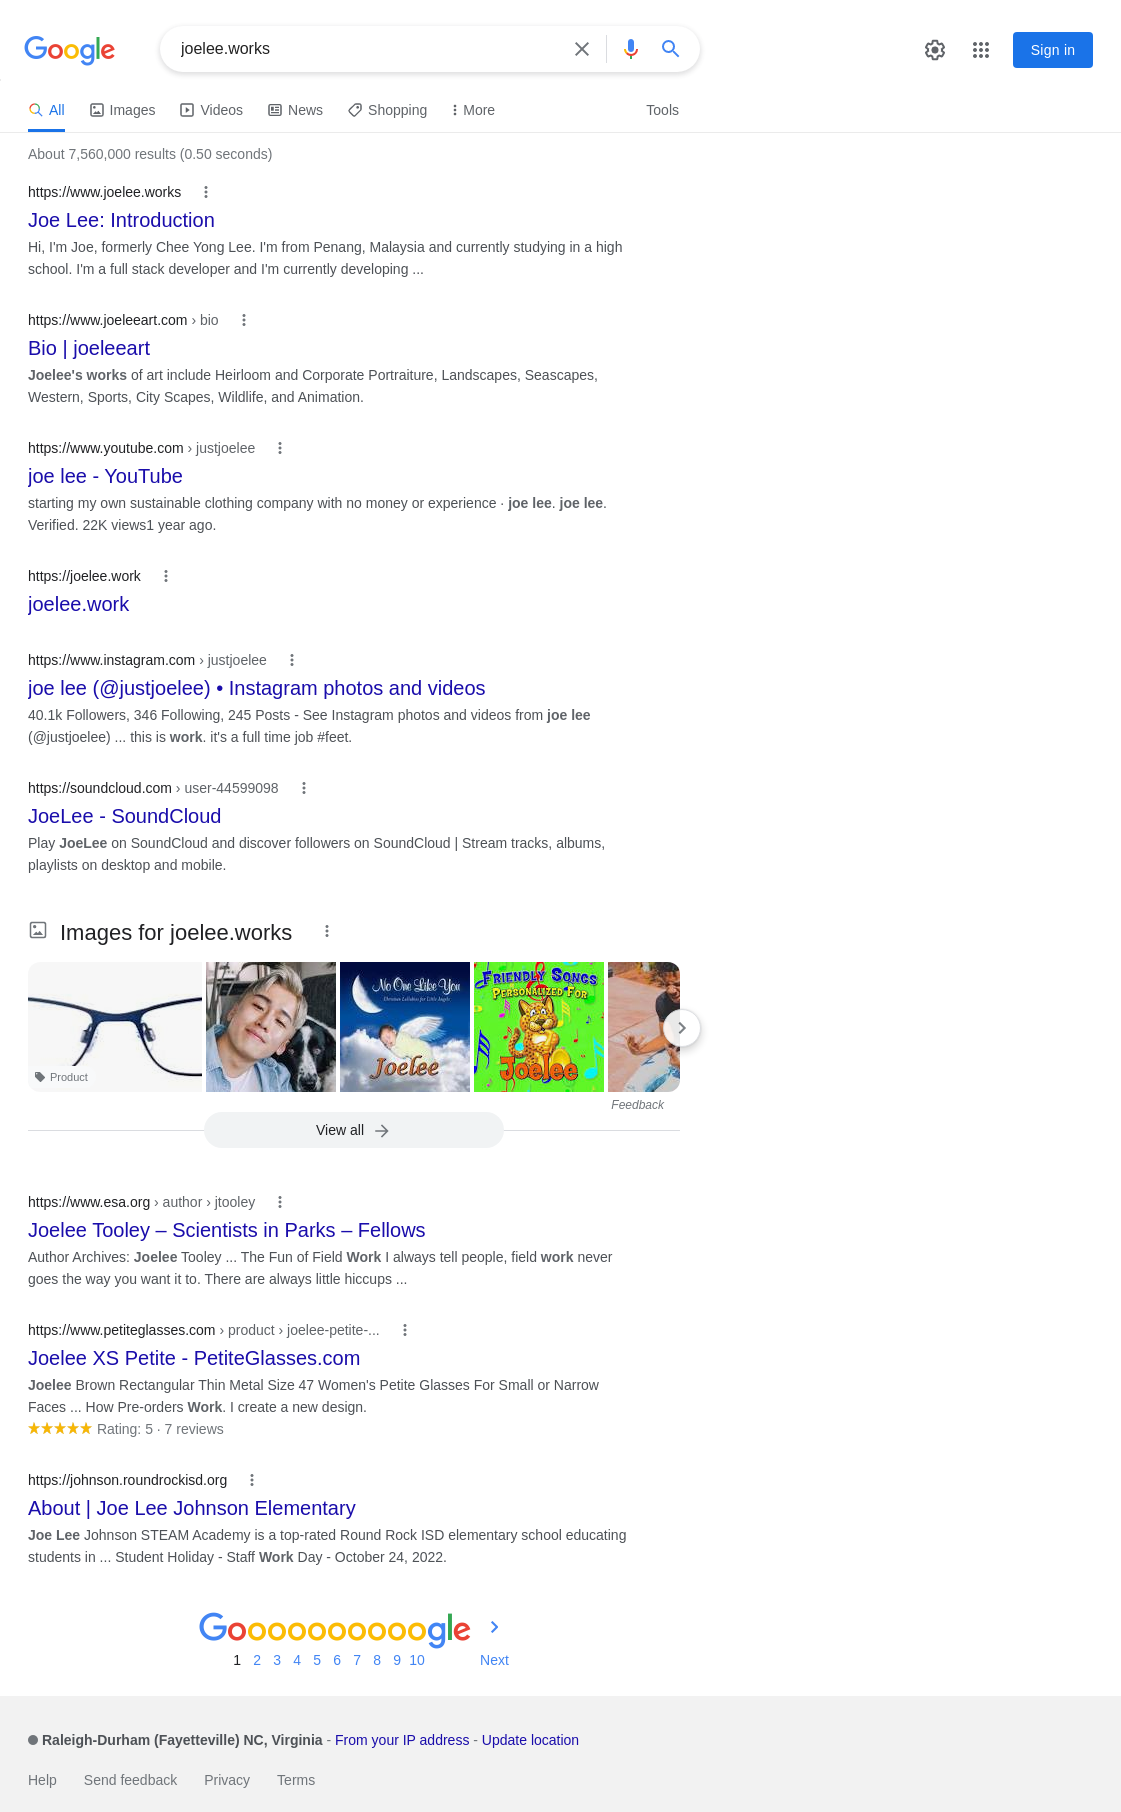 Google
joelee.works
Sign in
All
Images
Videos
News
Shopping
More
Tools
About 7,560,000 results (0.50 seconds)
https://www.joelee.works
Joe Lee: Introduction
Hi, I'm Joe, formerly Chee Yong Lee. I'm from Penang, Malaysia and currently studying in a high
school. I'm a full stack developer and I'm currently developing ...
https://www.joeleeart.com › bio
Bio | joeleeart
Joelee's works of art include Heirloom and Corporate Portraiture, Landscapes, Seascapes,
Western, Sports, City Scapes, Wildlife, and Animation.
https://www.youtube.com › justjoelee
joe lee - YouTube
starting my own sustainable clothing company with no money or experience · joe lee. joe lee.
Verified. 22K views1 year ago.
https://joelee.work
joelee.work
https://www.instagram.com › justjoelee
joe lee (@justjoelee) • Instagram photos and videos
40.1k Followers, 346 Following, 245 Posts - See Instagram photos and videos from joe lee
(@justjoelee) ... this is work. it's a full time job #feet.
https://soundcloud.com › user-44599098
JoeLee - SoundCloud
Play JoeLee on SoundCloud and discover followers on SoundCloud | Stream tracks, albums,
playlists on desktop and mobile.
Images for joelee.works
Product
No One Like You
Christian Lullabies for Little Angels
Joelee
FRIENDLY SONGS
PERSONALIZED FOR
Joelee
Feedback
View all
https://www.esa.org › author › jtooley
Joelee Tooley – Scientists in Parks – Fellows
Author Archives: Joelee Tooley ... The Fun of Field Work I always tell people, field work never
goes the way you want it to. There are always little hiccups ...
https://www.petiteglasses.com › product › joelee-petite-...
Joelee XS Petite - PetiteGlasses.com
Joelee Brown Rectangular Thin Metal Size 47 Women's Petite Glasses For Small or Narrow
Faces ... How Pre-orders Work. I create a new design.
Rating: 5 · 7 reviews
https://johnson.roundrockisd.org
About | Joe Lee Johnson Elementary
Joe Lee Johnson STEAM Academy is a top-rated Round Rock ISD elementary school educating
students in ... Student Holiday - Staff Work Day - October 24, 2022.
Goooooooooogle
1 2 3 4 5 6 7 8 9 10 Next
Raleigh-Durham (Fayetteville) NC, Virginia - From your IP address - Update location
Help Send feedback Privacy Terms